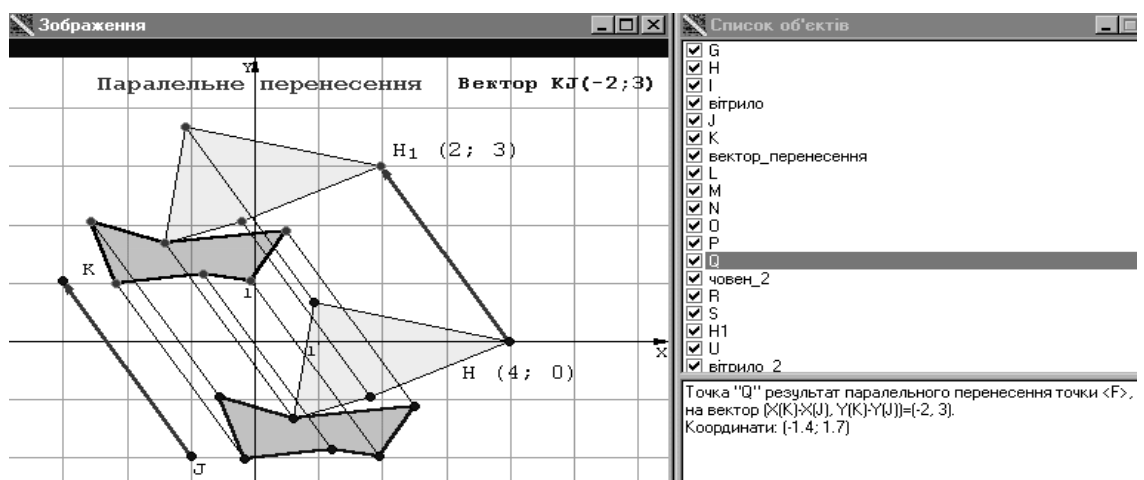 Зображення
Y
Паралельне перенесення
Вектор KJ(-2;3)
H1 (2; 3)
K
1
1
X
H (4; 0)
J
Список об'єктів
G
H
I
вітрило
J
K
вектор_перенесення
L
M
N
O
P
Q
човен_2
R
S
H1
U
вітрило_2
Точка "Q" результат паралельного перенесення точки <F>,
на вектор (X(K)-X(J), Y(K)-Y(J))=(-2, 3).
Координати: (-1.4; 1.7)